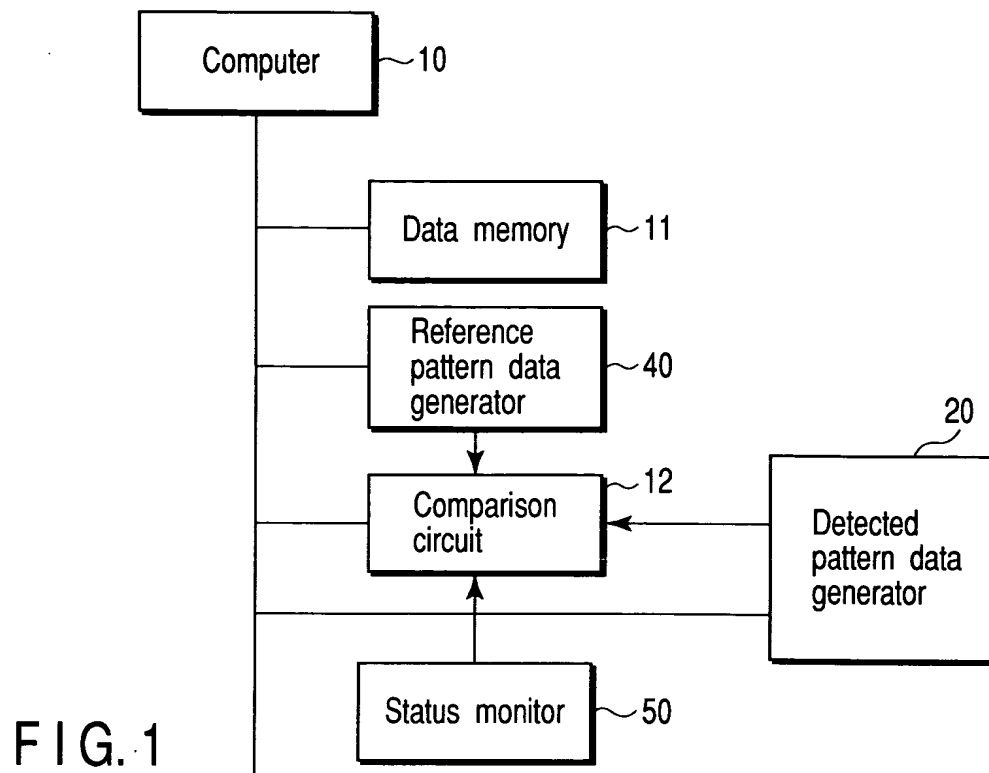 Computer
10
Data memory
11
Reference
pattern data
generator
40
20
Comparison
circuit
12
Detected
pattern data
generator
Status monitor
50
FIG. 1